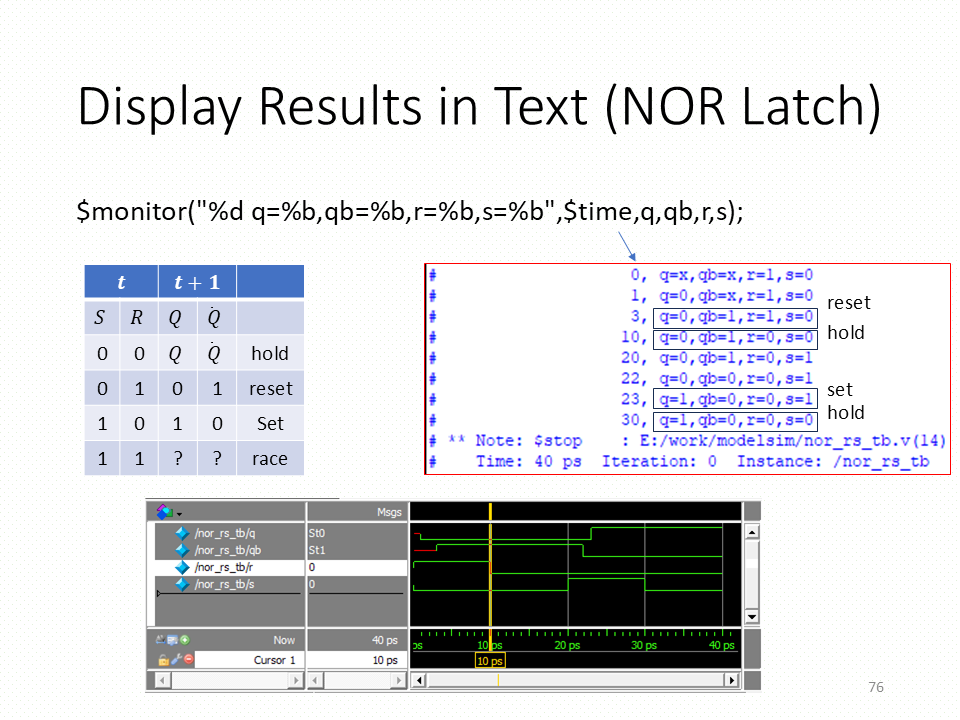 Display Results in Text (NOR Latch)
$monitor("%d q=%b,qb=%b,r=%b,s=%b",$time,q,qb,r,s);
t t + 1
S R Q Q̇
0 0 Q Q̇ hold
0 1 0 1 reset
1 0 1 0 Set
1 1 ? ? race
# 0, q=x,qb=x,r=1,s=0
# 1, q=0,qb=x,r=1,s=0
# 3, q=0,qb=1,r=1,s=0
# 10, q=0,qb=1,r=0,s=0
# 20, q=0,qb=1,r=0,s=1
# 22, q=0,qb=0,r=0,s=1
# 23, q=1,qb=0,r=0,s=1
# 30, q=1,qb=0,r=0,s=0
# ** Note: $stop : E:/work/modelsim/nor_rs_tb.v(14)
# Time: 40 ps Iteration: 0 Instance: /nor_rs_tb
reset
hold
set
hold
Msgs
/nor_rs_tb/q St0
/nor_rs_tb/qb St1
/nor_rs_tb/r 0
/nor_rs_tb/s 0
Now 40 ps ps 10 ps 20 ps 30 ps 40 ps
Cursor 1 10 ps 10 ps
76